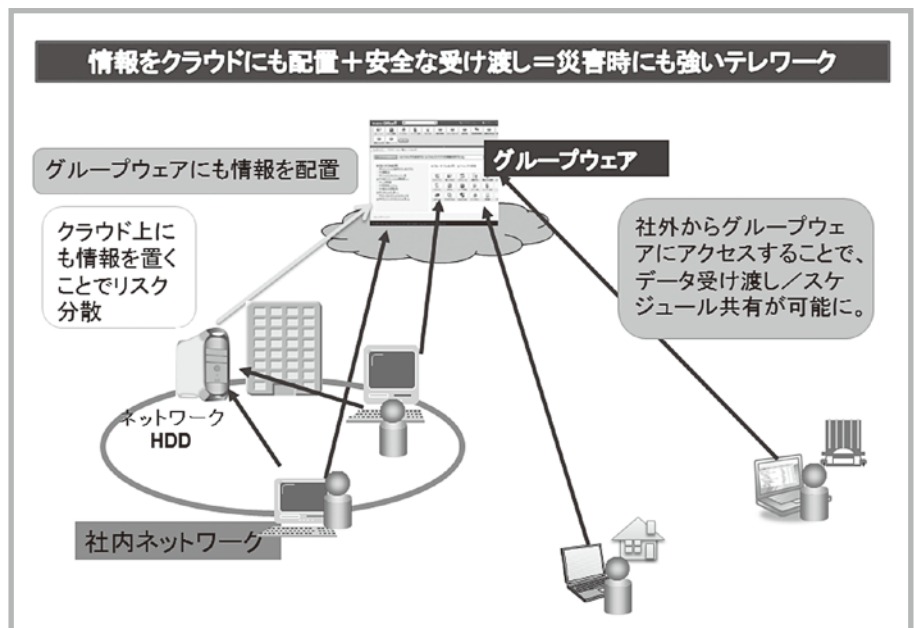 情報をクラウドにも配置＋安全な受け渡し＝災害時にも強いテレワーク
グループウェアにも情報を配置
グループウェア
クラウド上に
も情報を置く
ことでリスク
分散
社外からグループウェ
アにアクセスすることで、
データ受け渡し／スケ
ジュール共有が可能に。
ネットワーク
HDD
社内ネットワーク